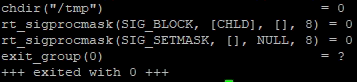 chdir("/tmp")                           = 0
rt_sigprocmask(SIG_BLOCK, [CHLD], [], 8) = 0
rt_sigprocmask(SIG_SETMASK, [], NULL, 8) = 0
exit_group(0)                           = ?
+++ exited with 0 +++